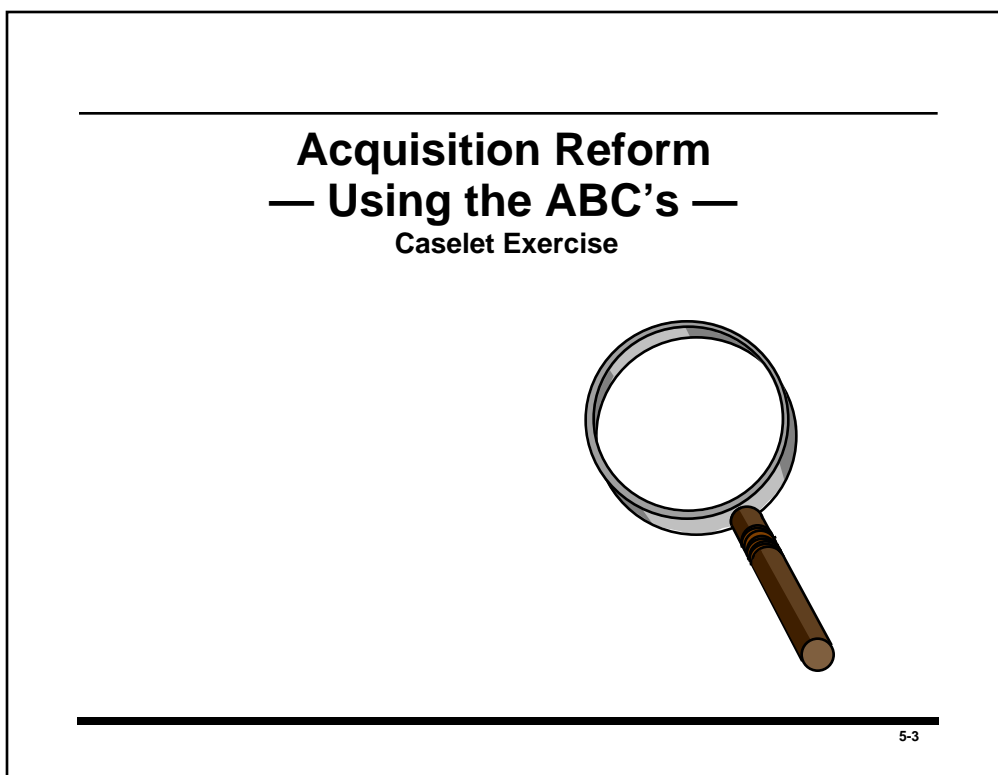 Acquisition Reform
— Using the ABC's —
Caselet Exercise
5-3